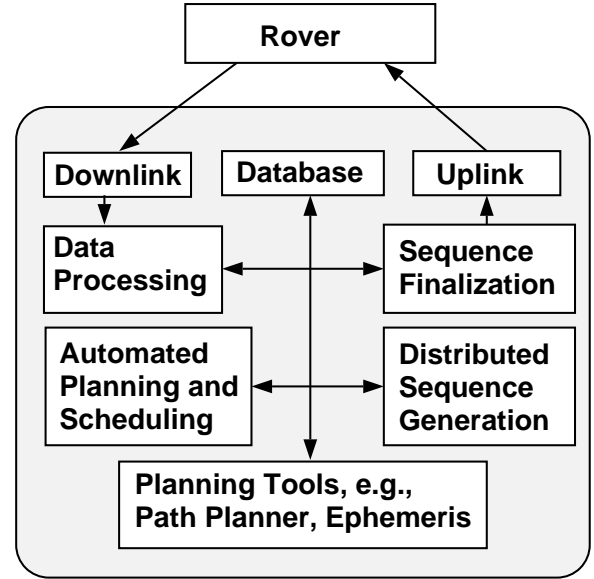 Rover
Downlink
Database
Uplink
Data
Processing
Sequence
Finalization
Automated
Planning and
Scheduling
Distributed
Sequence
Generation
Planning Tools, e.g.,
Path Planner, Ephemeris